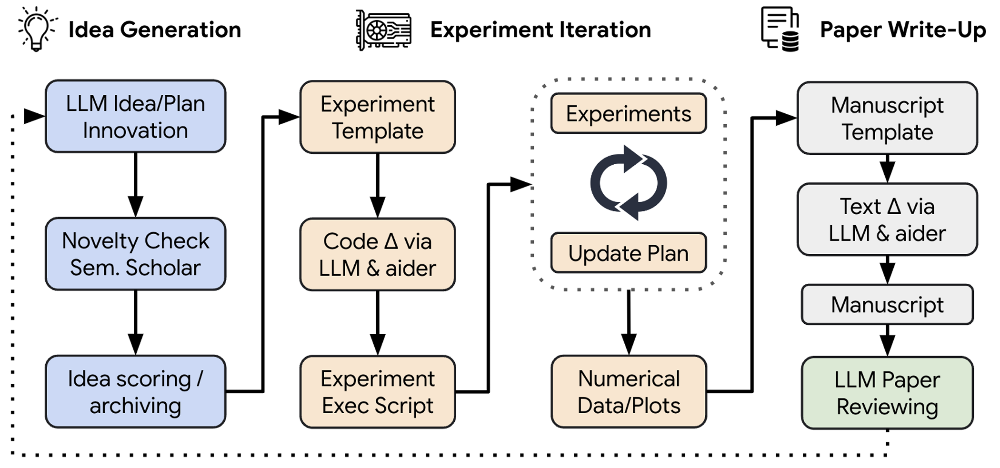 Idea Generation
Experiment Iteration
Paper Write-Up
LLM Idea/Plan
Innovation
Novelty Check
Sem. Scholar
Idea scoring /
archiving
Experiment
Template
Code Δ via
LLM & aider
Experiment
Exec Script
Experiments
Update Plan
Numerical
Data/Plots
Manuscript
Template
Text Δ via
LLM & aider
Manuscript
LLM Paper
Reviewing